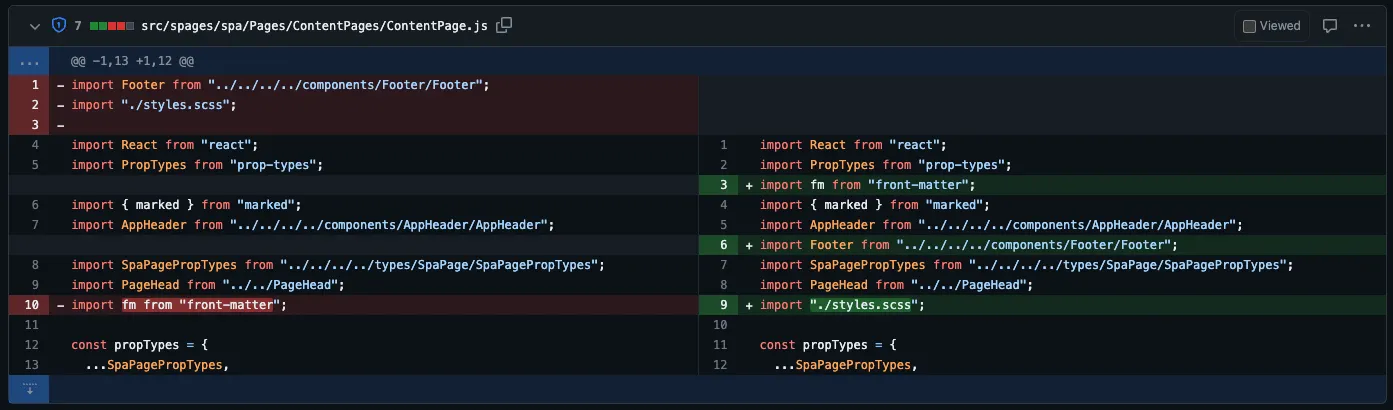 7 src/spages/spa/Pages/ContentPages/ContentPage.js Viewed ...
... @@ -1,13 +1,12 @@
1 - import Footer from "../../../../components/Footer/Footer";
2 - import "./styles.scss";
3 -
4 import React from "react"; 1 import React from "react";
5 import PropTypes from "prop-types"; 2 import PropTypes from "prop-types";
3 + import fm from "front-matter";
6 import { marked } from "marked"; 4 import { marked } from "marked";
7 import AppHeader from "../../../../components/AppHeader/AppHeader"; 5 import AppHeader from "../../../../components/AppHeader/AppHeader";
6 + import Footer from "../../../../components/Footer/Footer";
8 import SpaPagePropTypes from "../../../../types/SpaPage/SpaPagePropTypes"; 7 import SpaPagePropTypes from "../../../../types/SpaPage/SpaPagePropTypes";
9 import PageHead from "../../PageHead"; 8 import PageHead from "../../PageHead";
10 - import fm from "front-matter"; 9 + import "./styles.scss";
11 10
12 const propTypes = { 11 const propTypes = {
13 ...SpaPagePropTypes, 12 ...SpaPagePropTypes,